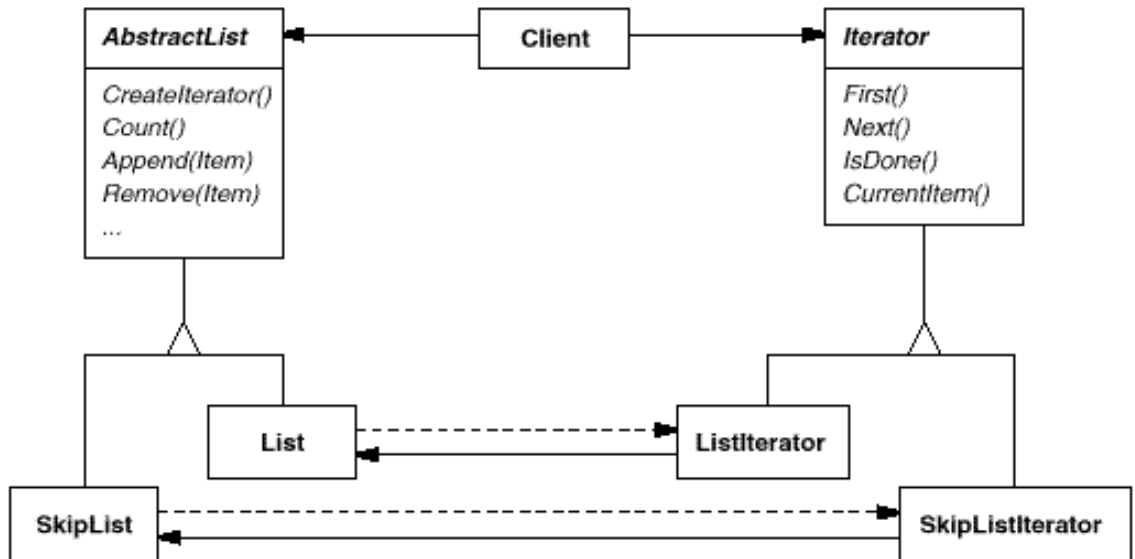 AbstractList
CreateIterator()
Count()
Append(Item)
Remove(Item)
...
Client
Iterator
First()
Next()
IsDone()
CurrentItem()
List
ListIterator
SkipList
SkipListIterator